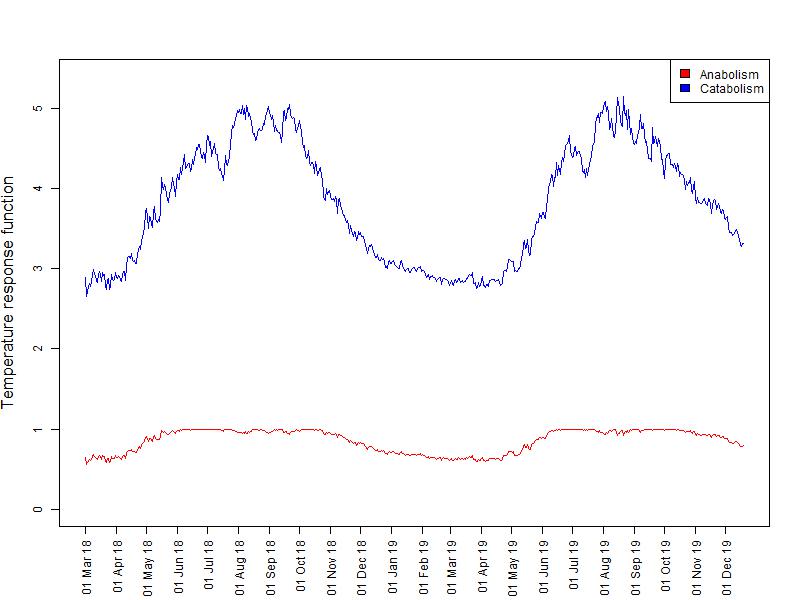 Anabolism
Catabolism
Temperature response function
5
4
3
2
1
0
01 Mar 18
01 Apr 18
01 May 18
01 Jun 18
01 Jul 18
01 Aug 18
01 Sep 18
01 Oct 18
01 Nov 18
01 Dec 18
01 Jan 19
01 Feb 19
01 Mar 19
01 Apr 19
01 May 19
01 Jun 19
01 Jul 19
01 Aug 19
01 Sep 19
01 Oct 19
01 Nov 19
01 Dec 19